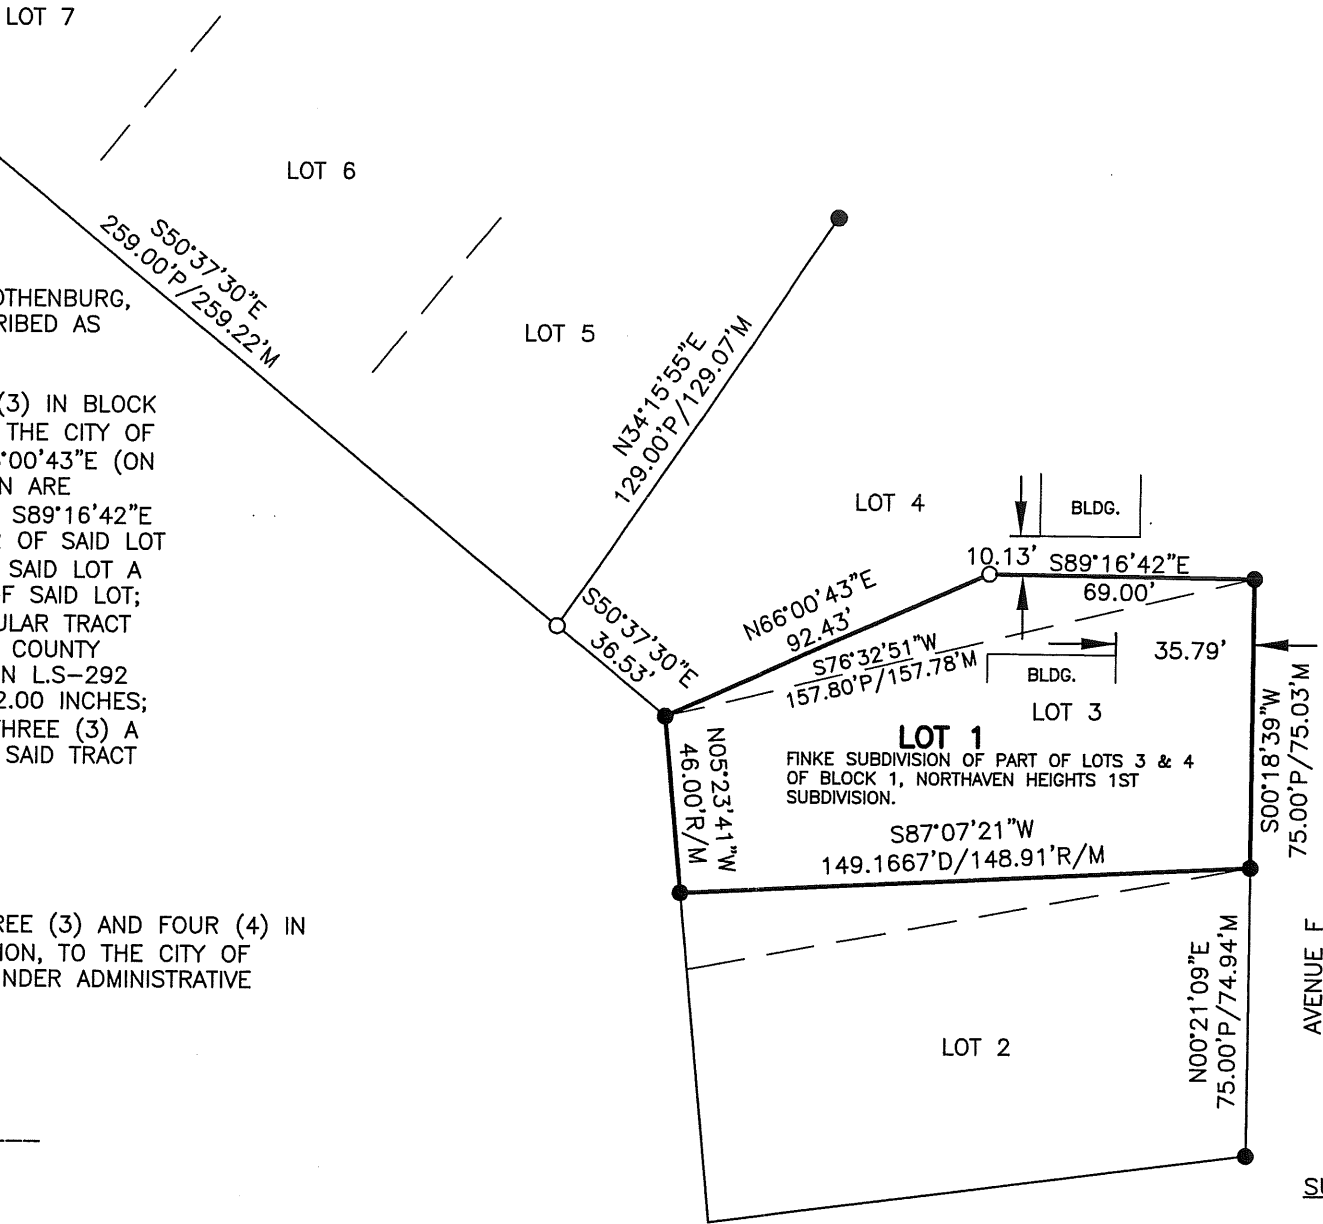 LOT 7
LOT 6
S50°37'30"E
259.00'P/259.22'M
LOT 5
N34°15'55"E
129.00'P/129.07'M
OTHENBURG,
RIBED AS
(3) IN BLOCK
THE CITY OF
°00'43"E (ON
N ARE
S89°16'42"E
OF SAID LOT
SAID LOT A
F SAID LOT;
ULAR TRACT
COUNTY
N L.S-292
2.00 INCHES;
THREE (3) A
SAID TRACT
LOT 4
BLDG.
10.13'
S89°16'42"E
69.00'
S50°37'30"E
36.53'
N66°00'43"E
92.43'
S76°32'51"W
157.80'P/157.78'M
35.79'
BLDG.
LOT 3
LOT 1
FINKE SUBDIVISION OF PART OF LOTS 3 & 4
OF BLOCK 1, NORTHAVEN HEIGHTS 1ST
SUBDIVISION.
N05°23'41"W
46.00'R/M
S00°18'39"W
75.00'P/75.03'M
S87°07'21"W
149.1667'D/148.91'R/M
REE (3) AND FOUR (4) IN
ION, TO THE CITY OF
NDER ADMINISTRATIVE
LOT 2
N00°21'09"E
75.00'P/74.94'M
AVENUE F